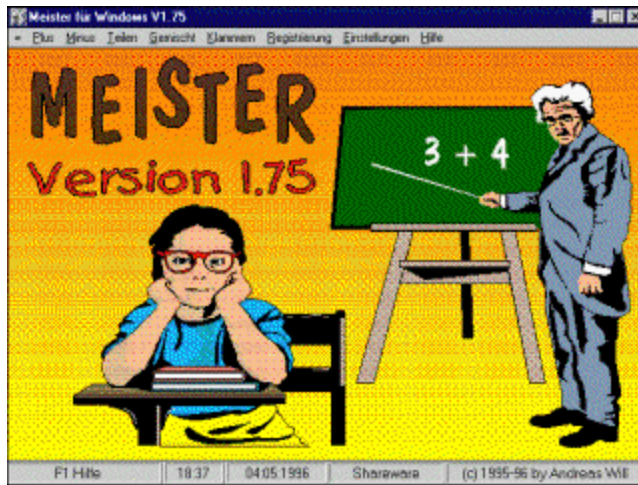 Meister für Windows V1.75
- Plus Minus Teilen Gemischt Klammern Registrierung Einstellungen Hilfe
MEISTER
Version 1.75
3 + 4
F1 Hilfe 18:37 04.05.1996 Shareware (c) 1995-96 by Andreas Will